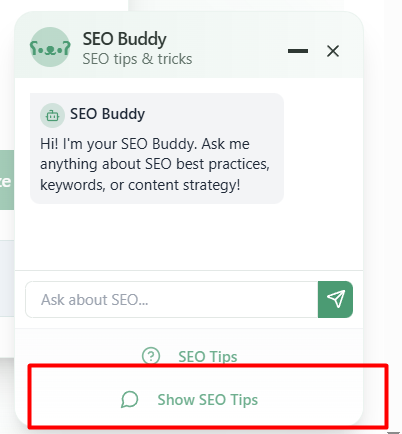 ʕ·ᴥ·ʔ
SEO Buddy
SEO tips & tricks
SEO Buddy
Hi! I'm your SEO Buddy. Ask me
anything about SEO best practices,
keywords, or content strategy!
Ask about SEO...
SEO Tips
Show SEO Tips